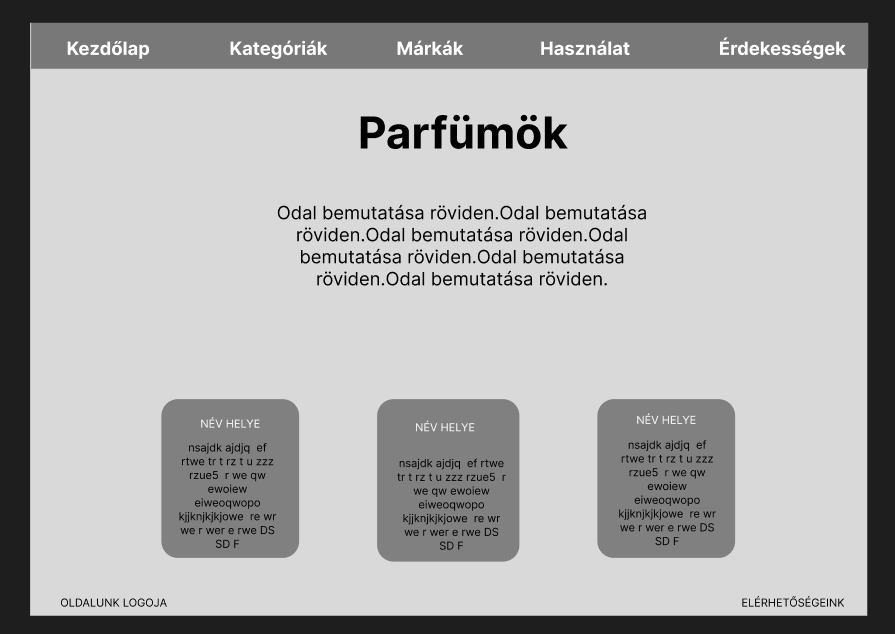 Kezdőlap Kategóriák Márkák Használat Érdekességek
Parfümök
Odal bemutatása röviden.Odal bemutatása
röviden.Odal bemutatása röviden.Odal
bemutatása röviden.Odal bemutatása
röviden.Odal bemutatása röviden.
NÉV HELYE
nsajdk ajdjq ef
rtwe tr t rz t u zzz
rzue5 r we qw
ewoiew
eiweoqwopo
kjjknjkjkjowe re wr
we r wer e rwe DS
SD F
NÉV HELYE
nsajdk ajdjq ef rtwe
tr t rz t u zzz rzue5 r
we qw ewoiew
eiweoqwopo
kjjknjkjkjowe re wr
we r wer e rwe DS
SD F
NÉV HELYE
nsajdk ajdjq ef
rtwe tr t rz t u zzz
rzue5 r we qw
ewoiew
eiweoqwopo
kjjknjkjkjowe re wr
we r wer e rwe DS
SD F
OLDALUNK LOGOJA ELÉRHETŐSÉGEINK